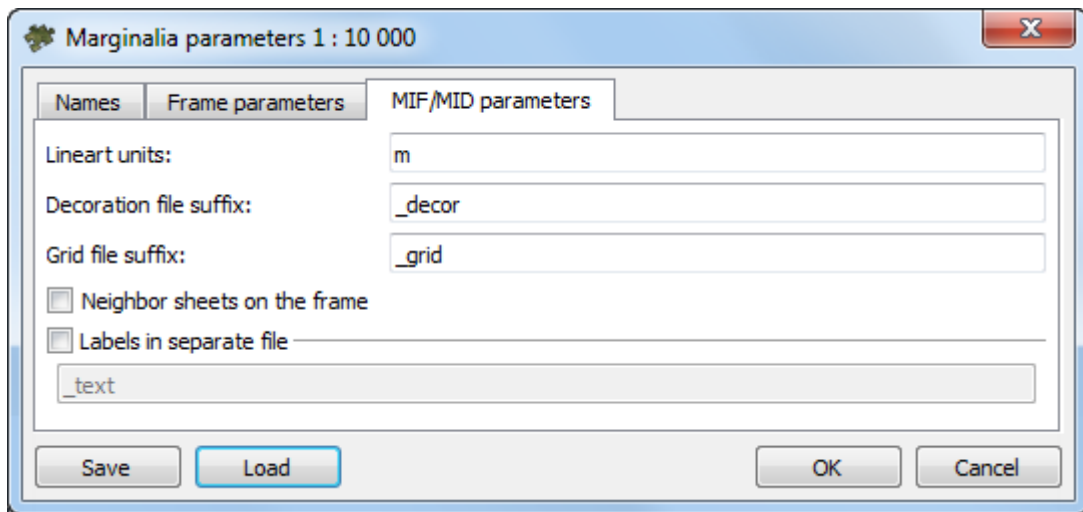 Marginalia parameters 1 : 10 000
Names Frame parameters MIF/MID parameters
Lineart units: m
Decoration file suffix: _decor
Grid file suffix: _grid
Neighbor sheets on the frame
Labels in separate file
_text
Save Load OK Cancel